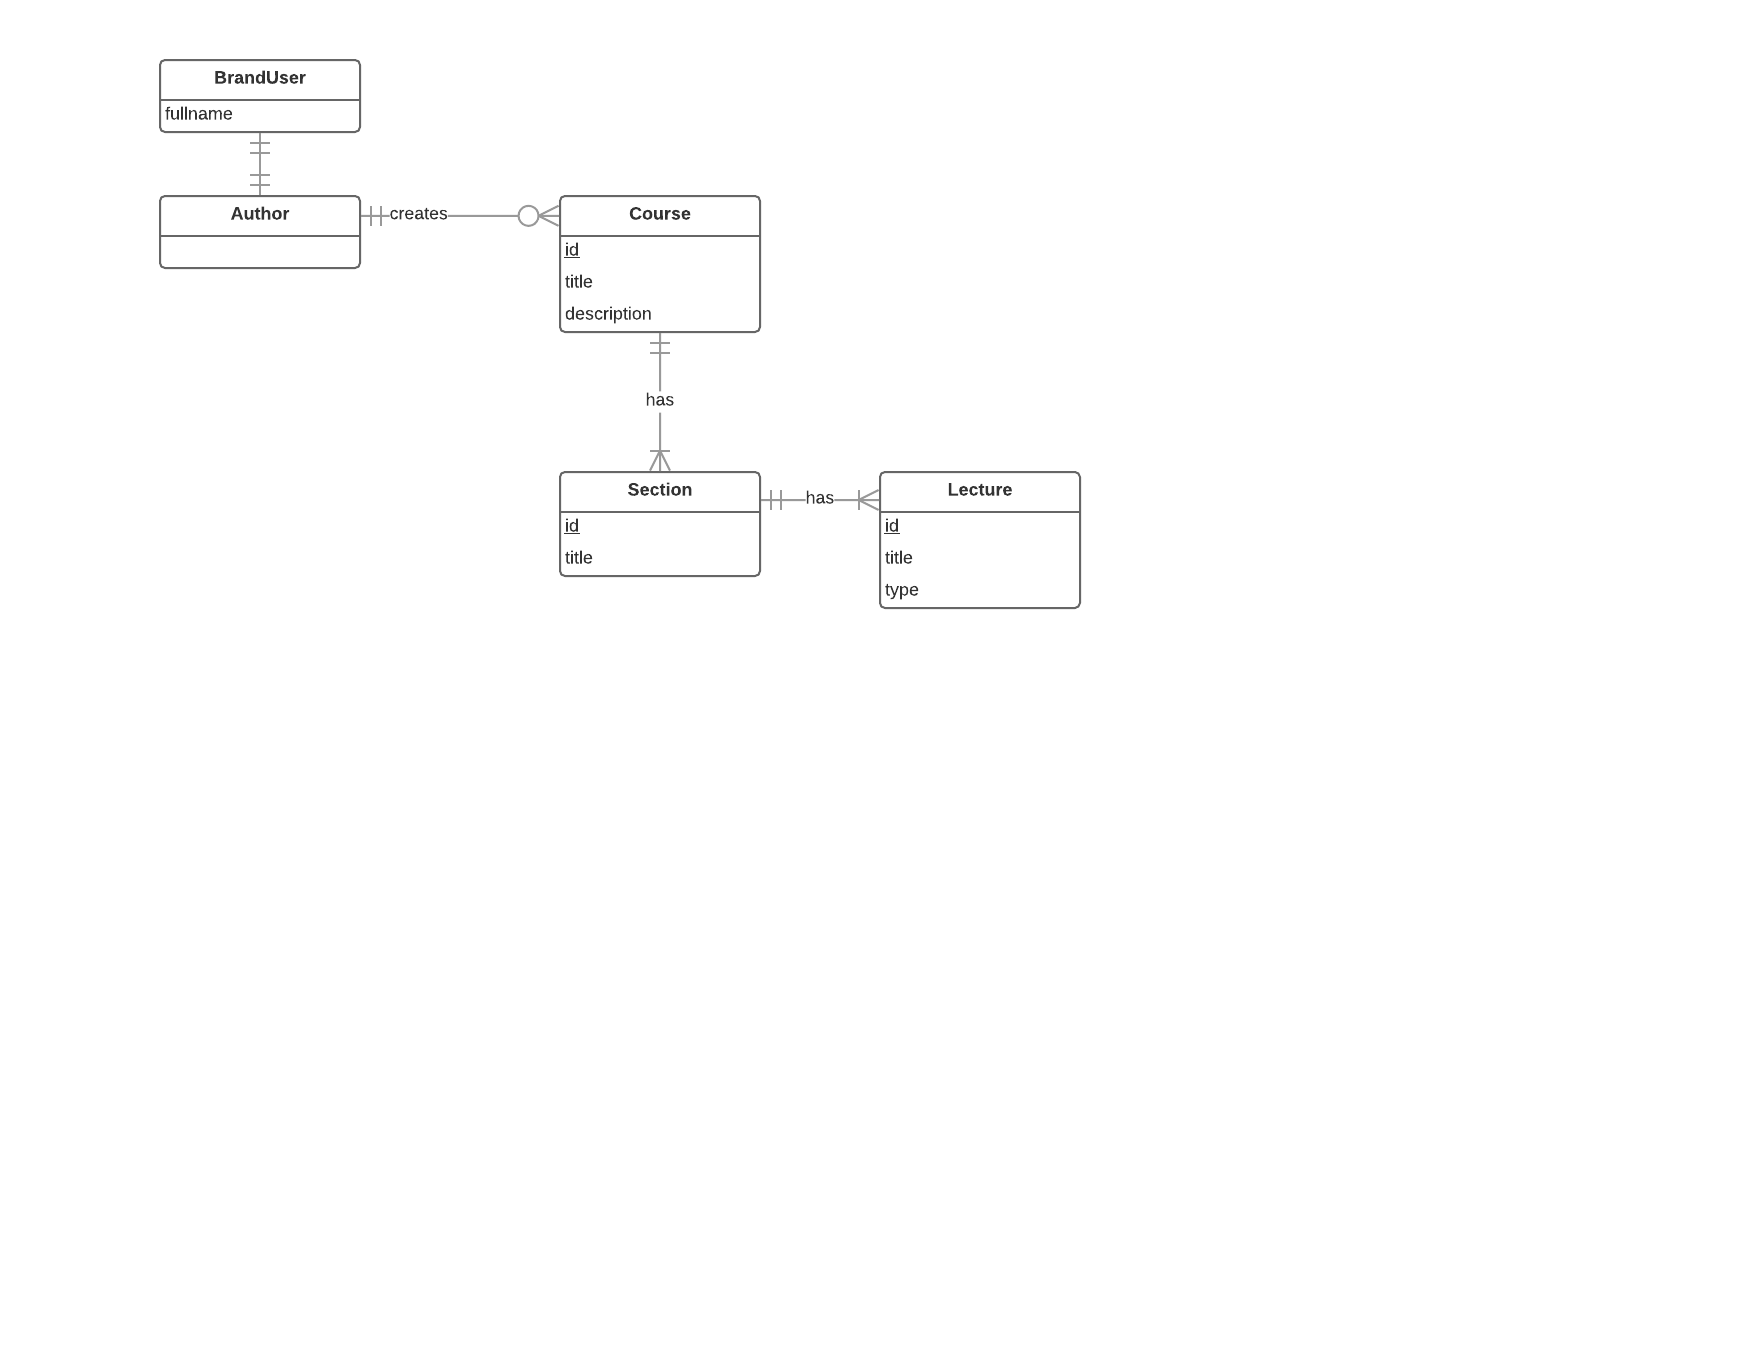 BrandUser
fullname
Author
creates
Course
id
title
description
has
Section
id
title
has
Lecture
id
title
type